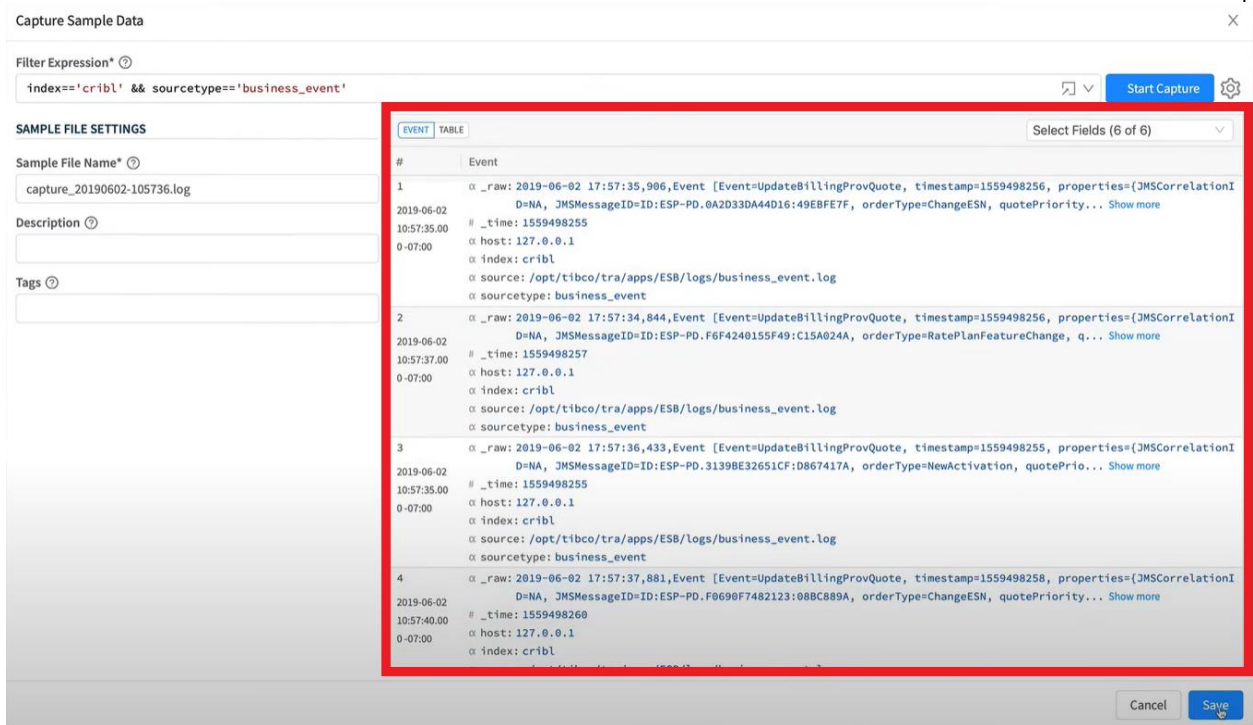 Capture Sample Data
Filter Expression*
index=='cribl' && sourcetype=='business_event'
Start Capture
SAMPLE FILE SETTINGS
Sample File Name*
capture_20190602-105736.log
Description
Tags
EVENT TABLE
Select Fields (6 of 6)
# Event
1
2019-06-02
10:57:35.00
0 -07:00
α _raw: 2019-06-02 17:57:35,906,Event [Event=UpdateBillingProvQuote, timestamp=1559498256, properties={JMSCorrelationI
D=NA, JMSMessageID=ID:ESP-PD.0A2D33DA44D16:49EBFE7F, orderType=ChangeESN, quotePriority... Show more
# _time: 1559498255
α host: 127.0.0.1
α index: cribl
α source: /opt/tibco/tra/apps/ESB/logs/business_event.log
α sourcetype: business_event
2
2019-06-02
10:57:37.00
0 -07:00
α _raw: 2019-06-02 17:57:34,844,Event [Event=UpdateBillingProvQuote, timestamp=1559498256, properties={JMSCorrelationI
D=NA, JMSMessageID=ID:ESP-PD.F6F4240155F49:C15A024A, orderType=RatePlanFeatureChange, q... Show more
# _time: 1559498257
α host: 127.0.0.1
α index: cribl
α source: /opt/tibco/tra/apps/ESB/logs/business_event.log
α sourcetype: business_event
3
2019-06-02
10:57:35.00
0 -07:00
α _raw: 2019-06-02 17:57:36,433,Event [Event=UpdateBillingProvQuote, timestamp=1559498255, properties={JMSCorrelationI
D=NA, JMSMessageID=ID:ESP-PD.3139BE32651CF:D867417A, orderType=NewActivation, quotePrio... Show more
# _time: 1559498255
α host: 127.0.0.1
α index: cribl
α source: /opt/tibco/tra/apps/ESB/logs/business_event.log
α sourcetype: business_event
4
2019-06-02
10:57:40.00
0 -07:00
α _raw: 2019-06-02 17:57:37,881,Event [Event=UpdateBillingProvQuote, timestamp=1559498258, properties={JMSCorrelationI
D=NA, JMSMessageID=ID:ESP-PD.F0690F7482123:08BC889A, orderType=ChangeESN, quotePriority... Show more
# _time: 1559498260
α host: 127.0.0.1
α index: cribl
Cancel
Save